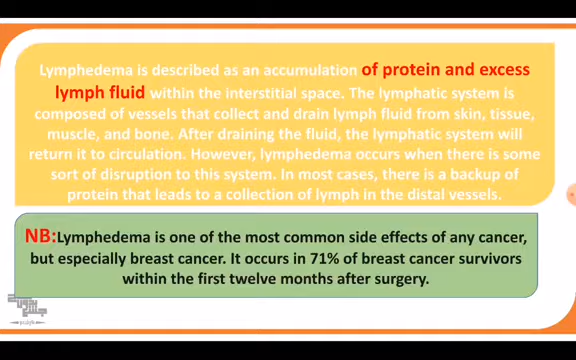 Lymphedema is described as an accumulation of protein and excess
lymph fluid within the interstitial space. The lymphatic system is
composed of vessels that collect and drain lymph fluid from skin, tissue,
muscle, and bone. After draining the fluid, the lymphatic system will
return it to circulation. However, lymphedema occurs when there is some
sort of disruption to this system. In most cases, there is a backup of
protein that leads to a collection of lymph in the distal vessels.
NB:Lymphedema is one of the most common side effects of any cancer,
but especially breast cancer. It occurs in 71% of breast cancer survivors
within the first twelve months after surgery.